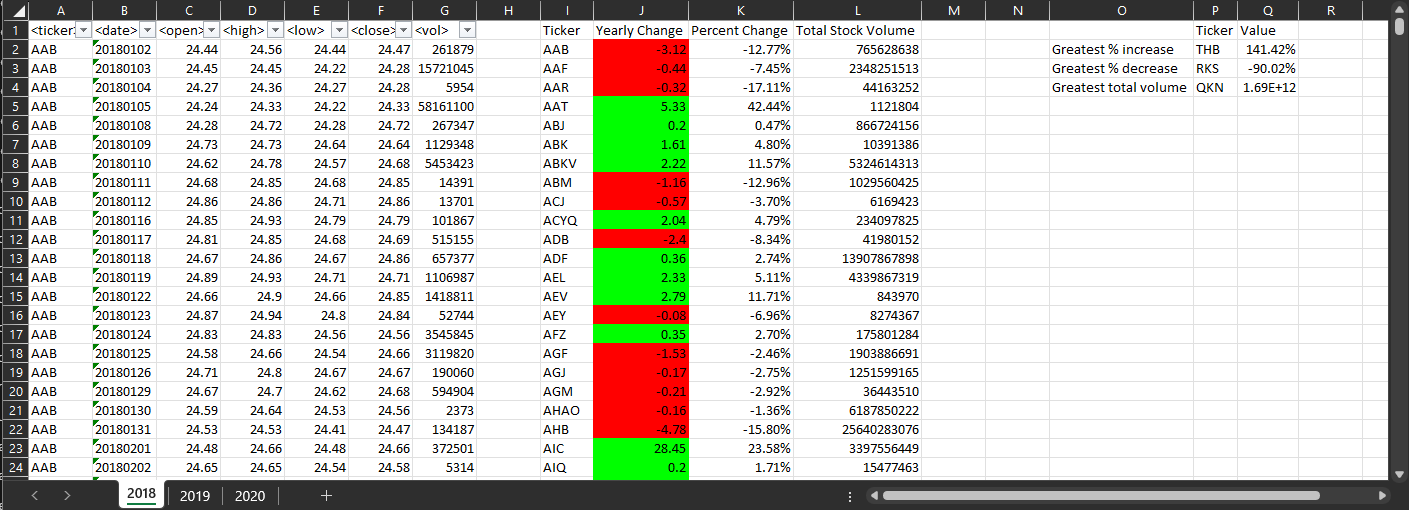 A B C D E F G H I J K L M N O P Q R
1 <ticker> <date> <open> <high> <low> <close> <vol> Ticker Yearly Change Percent Change Total Stock Volume Ticker Value
2 AAB 20180102 24.44 24.56 24.44 24.47 261879 AAB -3.12 -12.77% 765628638 Greatest % increase THB 141.42%
3 AAB 20180103 24.45 24.45 24.22 24.28 15721045 AAF -0.44 -7.45% 2348251513 Greatest % decrease RKS -90.02%
4 AAB 20180104 24.27 24.36 24.27 24.28 5954 AAR -0.32 -17.11% 44163252 Greatest total volume QKN 1.69E+12
5 AAB 20180105 24.24 24.33 24.22 24.33 58161100 AAT 5.33 42.44% 1121804
6 AAB 20180108 24.28 24.72 24.28 24.72 267347 ABJ 0.2 0.47% 866724156
7 AAB 20180109 24.73 24.73 24.64 24.64 1129348 ABK 1.61 4.80% 10391386
8 AAB 20180110 24.62 24.78 24.57 24.68 5453423 ABKV 2.22 11.57% 5324614313
9 AAB 20180111 24.68 24.85 24.68 24.85 14391 ABM -1.16 -12.96% 1029560425
10 AAB 20180112 24.86 24.86 24.71 24.86 13701 ACJ -0.57 -3.70% 6169423
11 AAB 20180116 24.85 24.93 24.79 24.79 101867 ACYQ 2.04 4.79% 234097825
12 AAB 20180117 24.81 24.85 24.68 24.69 515155 ADB -2.4 -8.34% 41980152
13 AAB 20180118 24.67 24.86 24.67 24.86 657377 ADF 0.36 2.74% 13907867898
14 AAB 20180119 24.89 24.93 24.71 24.71 1106987 AEL 2.33 5.11% 4339867319
15 AAB 20180122 24.66 24.9 24.66 24.85 1418811 AEV 2.79 11.71% 843970
16 AAB 20180123 24.87 24.94 24.8 24.84 52744 AEY -0.08 -6.96% 8274367
17 AAB 20180124 24.83 24.83 24.56 24.56 3545845 AFZ 0.35 2.70% 175801284
18 AAB 20180125 24.58 24.66 24.54 24.66 3119820 AGF -1.53 -2.46% 1903886691
19 AAB 20180126 24.71 24.8 24.67 24.67 190060 AGJ -0.17 -2.75% 1251599165
20 AAB 20180129 24.67 24.7 24.62 24.68 594904 AGM -0.21 -2.92% 36443510
21 AAB 20180130 24.59 24.64 24.53 24.56 2373 AHAO -0.16 -1.36% 6187850222
22 AAB 20180131 24.53 24.53 24.41 24.47 134187 AHB -4.78 -15.80% 25640283076
23 AAB 20180201 24.48 24.66 24.48 24.66 372501 AIC 28.45 23.58% 3397556449
24 AAB 20180202 24.65 24.65 24.54 24.58 5314 AIQ 0.2 1.71% 15477463
2018 2019 2020